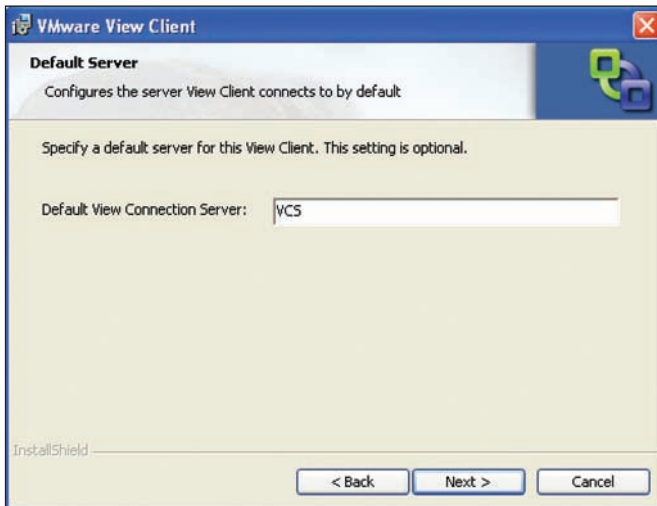 VMware View Client
Default Server
Configures the server View Client connects to by default
Specify a default server for this View Client. This setting is optional.
Default View Connection Server:
VCS
InstallShield
< Back
Next >
Cancel